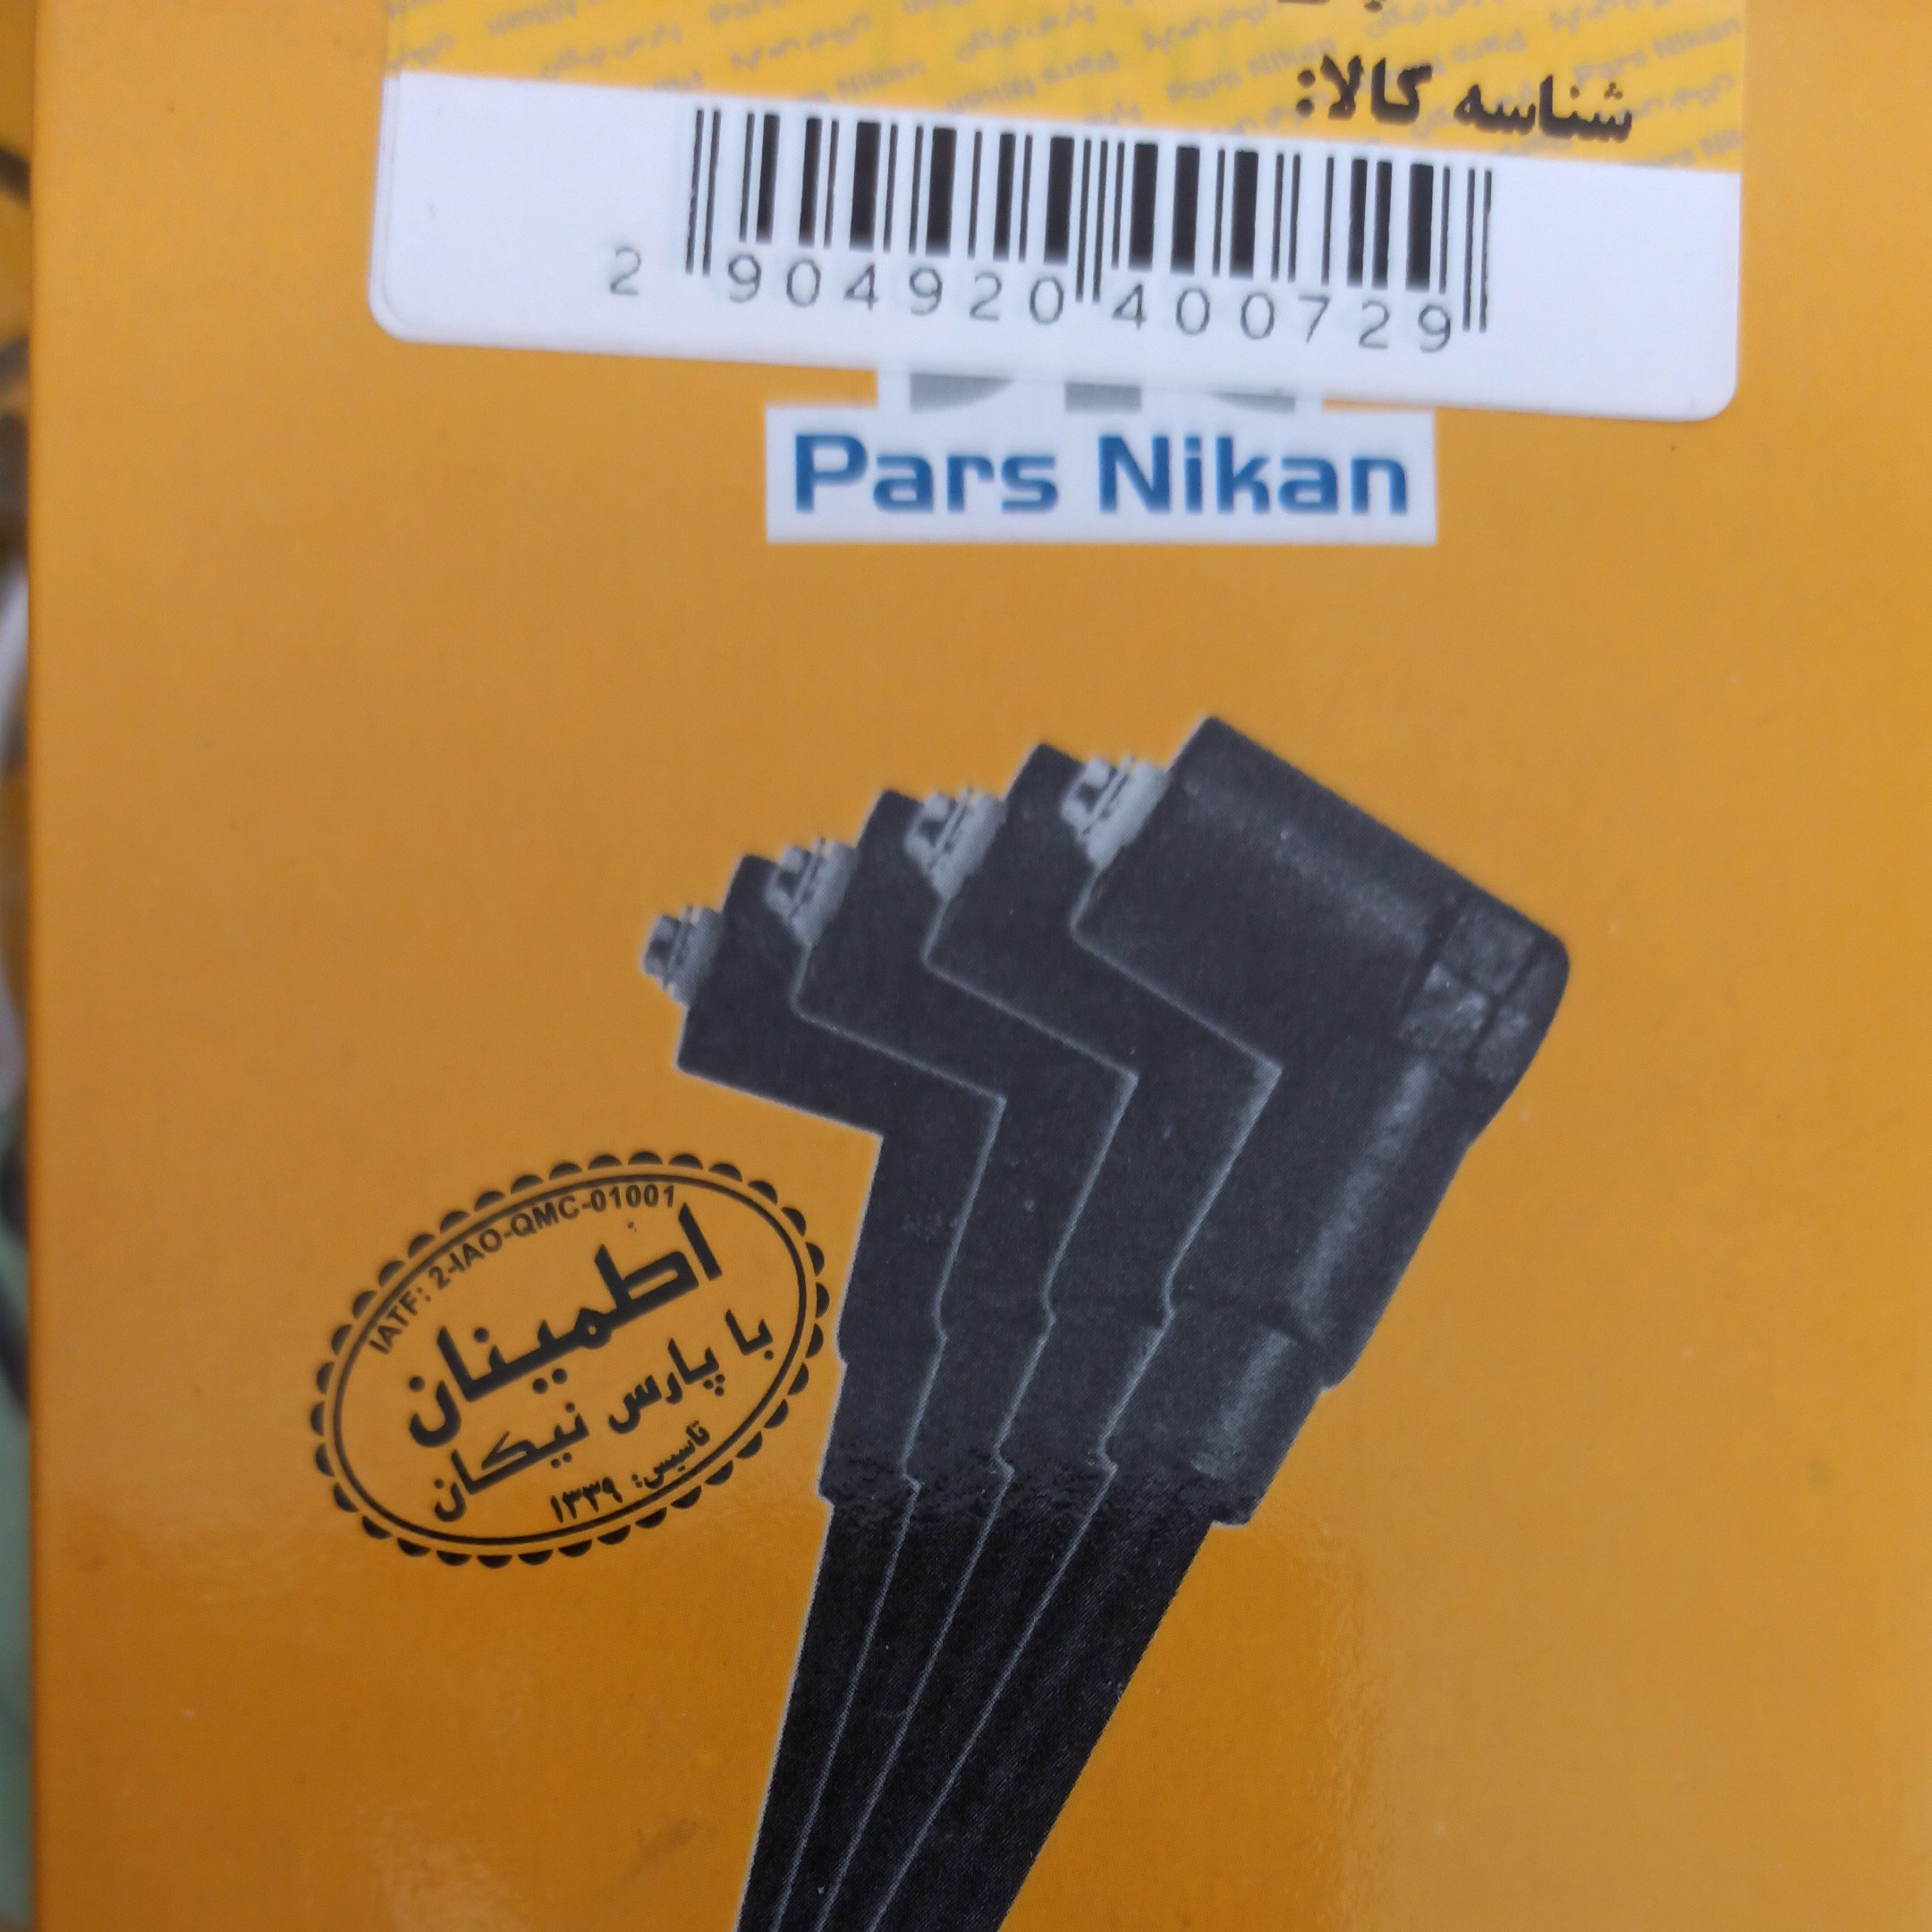 شناسه کالا:
2 904920 400729
Pars Nikan
IATF: 2-IAO-QMC-01001
اطمینان
با پارس نیکان
تاسیس: ۱۳۳۹